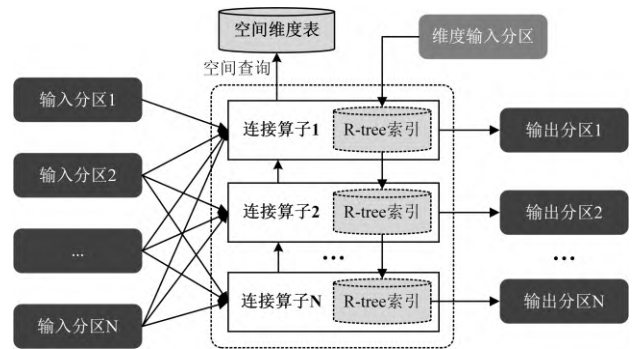 空间维度表
维度输入分区
空间查询
输入分区1
连接算子1
R-tree索引
输出分区1
输入分区2
连接算子2
R-tree索引
输出分区2
...
...
...
输入分区N
连接算子N
R-tree索引
输出分区N